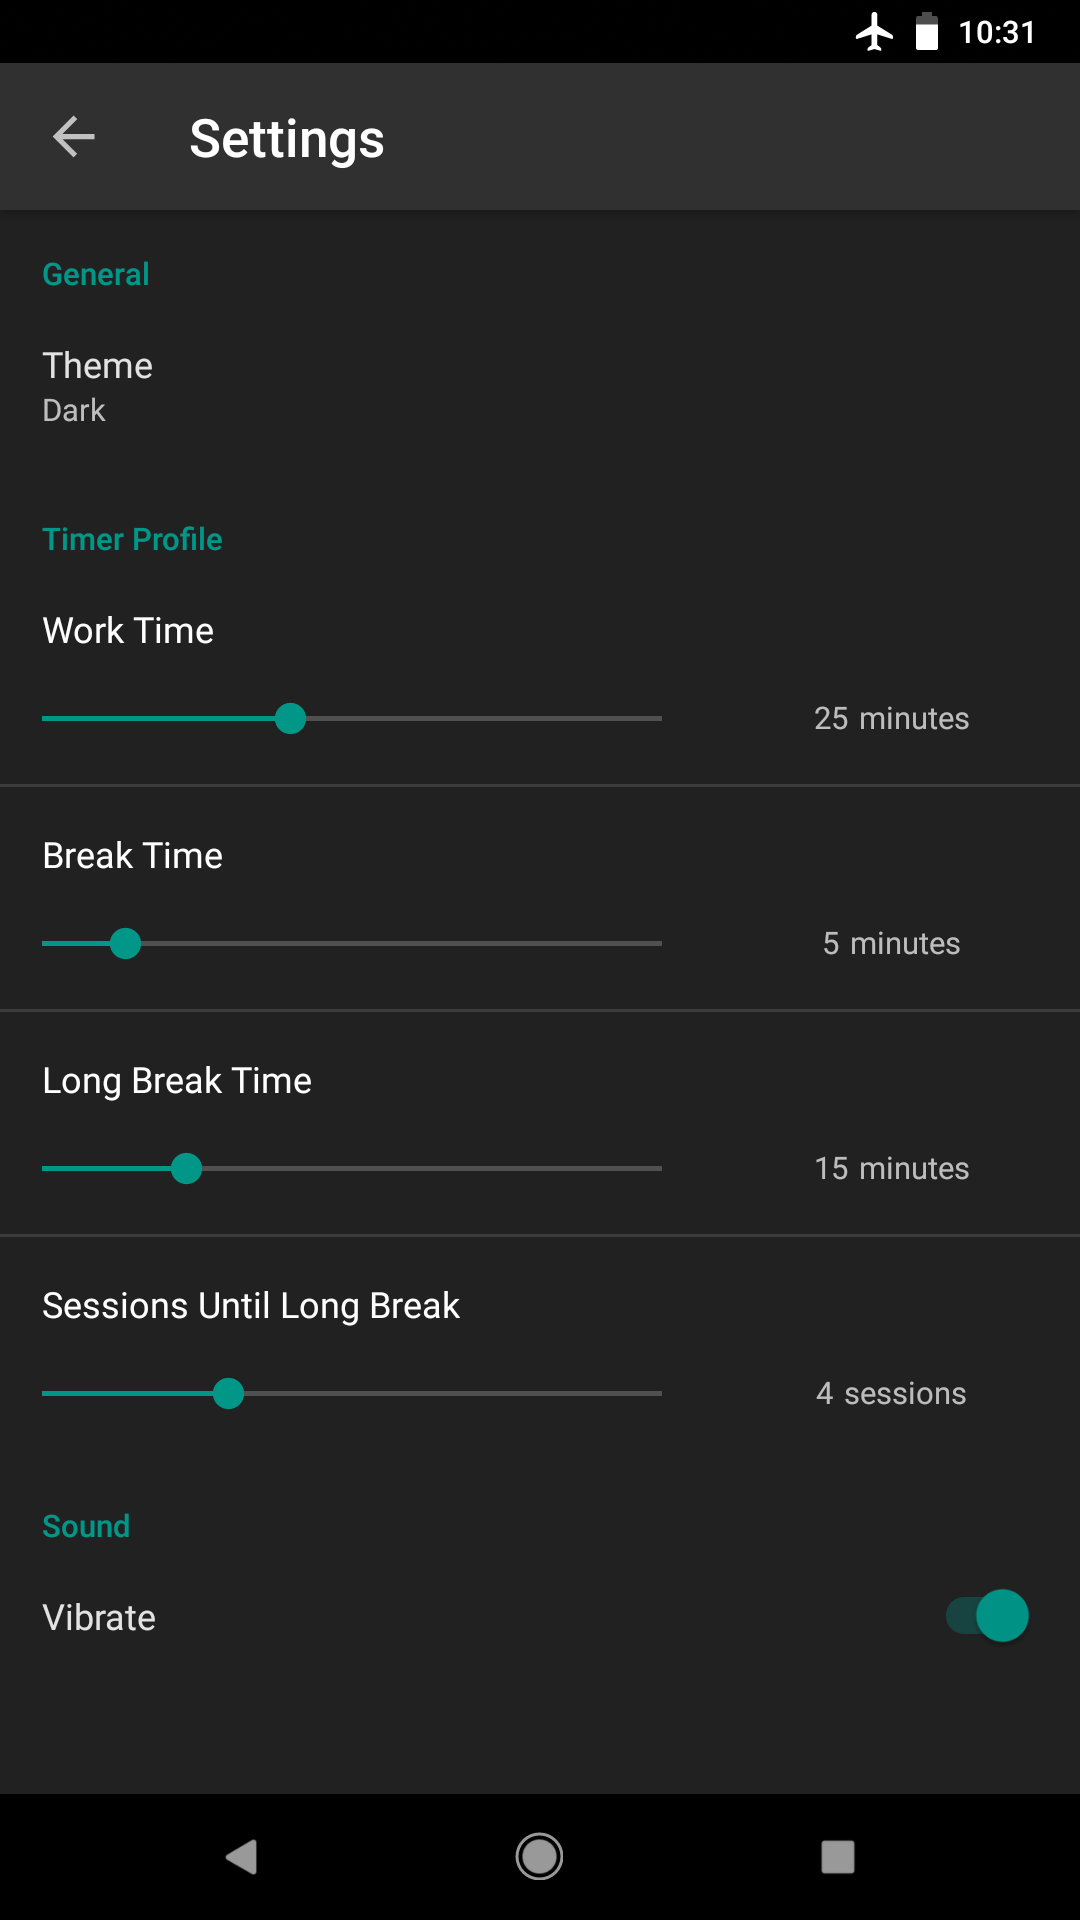 10:31
Settings
General
Theme
Dark
Timer Profile
Work Time
25 minutes
Break Time
5 minutes
Long Break Time
15 minutes
Sessions Until Long Break
4 sessions
Sound
Vibrate